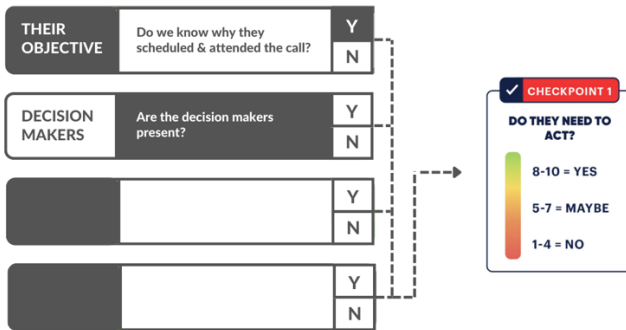 THEIR
OBJECTIVE
Do we know why they
scheduled & attended the call?
Y
N
DECISION
MAKERS
Are the decision makers
present?
Y
N
Y
N
Y
N
CHECKPOINT 1
DO THEY NEED TO
ACT?
8-10 = YES
5-7 = MAYBE
1-4 = NO